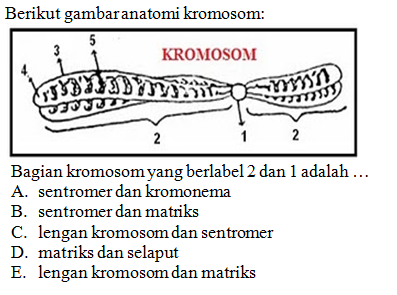 Berikut gambar anatomi kromosom:
KROMOSOM
5
3
4
2
1
2
Bagian kromosom yang berlabel 2 dan 1 adalah ...
A. sentromer dan kromonema
B. sentromer dan matriks
C. lengan kromosom dan sentromer
D. matriks dan selaput
E. lengan kromosom dan matriks